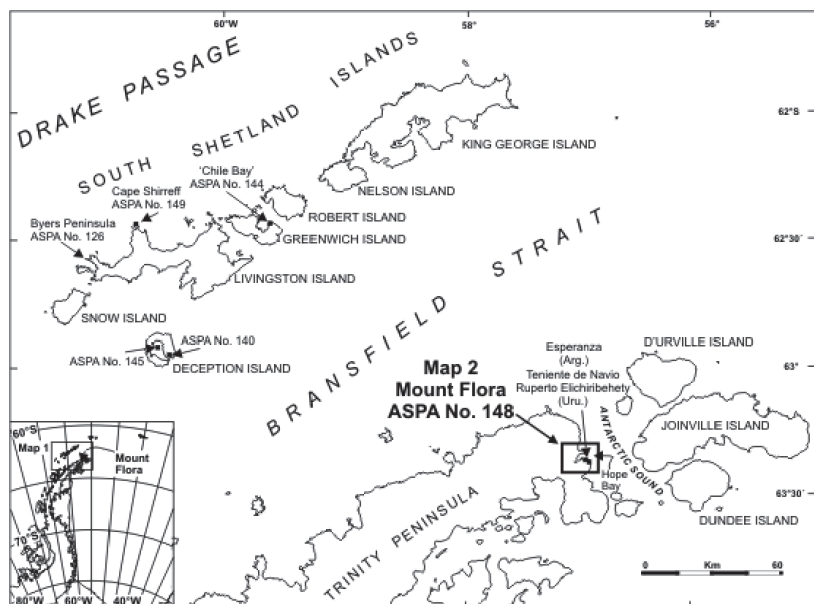 60°W
58°
56°
DRAKE PASSAGE
SOUTH SHETLAND ISLANDS
62°S
KING GEORGE ISLAND
'Chile Bay'
ASPA No. 144
NELSON ISLAND
Cape Shirreff
ASPA No. 149
ROBERT ISLAND
Byers Peninsula
ASPA No. 126
GREENWICH ISLAND
62°30'
LIVINGSTON ISLAND
SNOW ISLAND
BRANSFIELD STRAIT
ASPA No. 140
ASPA No. 145
DECEPTION ISLAND
Esperanza
(Arg.)
Teniente de Navio
Ruperto Elichiribehety
(Uru.)
D'URVILLE ISLAND
63°
Map 2
Mount Flora
ASPA No. 148
ANTARCTIC SOUND
JOINVILLE ISLAND
Hope
Bay
63°30'
DUNDEE ISLAND
TRINITY PENINSULA
0 Km 60
60°S
Map 1
Mount
Flora
70°S
80°W
60°W
40°W